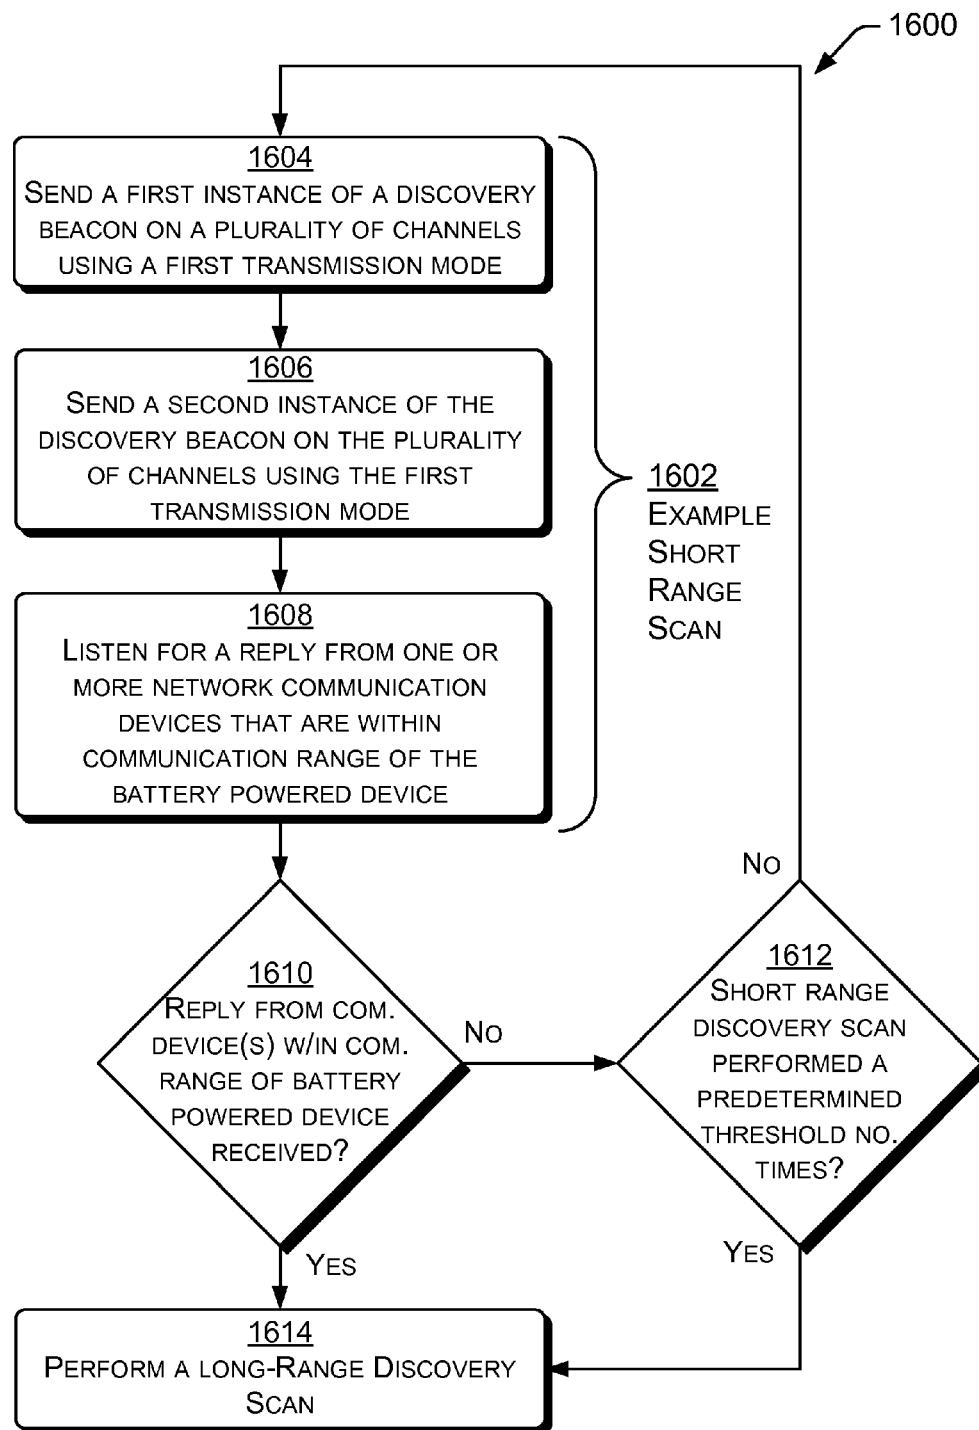 1600
1604
SEND A FIRST INSTANCE OF A DISCOVERY
BEACON ON A PLURALITY OF CHANNELS
USING A FIRST TRANSMISSION MODE
1606
SEND A SECOND INSTANCE OF THE
DISCOVERY BEACON ON THE PLURALITY
OF CHANNELS USING THE FIRST
TRANSMISSION MODE
1602
EXAMPLE
SHORT
RANGE
SCAN
1608
LISTEN FOR A REPLY FROM ONE OR
MORE NETWORK COMMUNICATION
DEVICES THAT ARE WITHIN
COMMUNICATION RANGE OF THE
BATTERY POWERED DEVICE
1610
REPLY FROM COM.
DEVICE(S) W/IN COM.
RANGE OF BATTERY
POWERED DEVICE
RECEIVED?
NO
YES
NO
1612
SHORT RANGE
DISCOVERY SCAN
PERFORMED A
PREDETERMINED
THRESHOLD NO.
TIMES?
YES
1614
PERFORM A LONG-RANGE DISCOVERY
SCAN